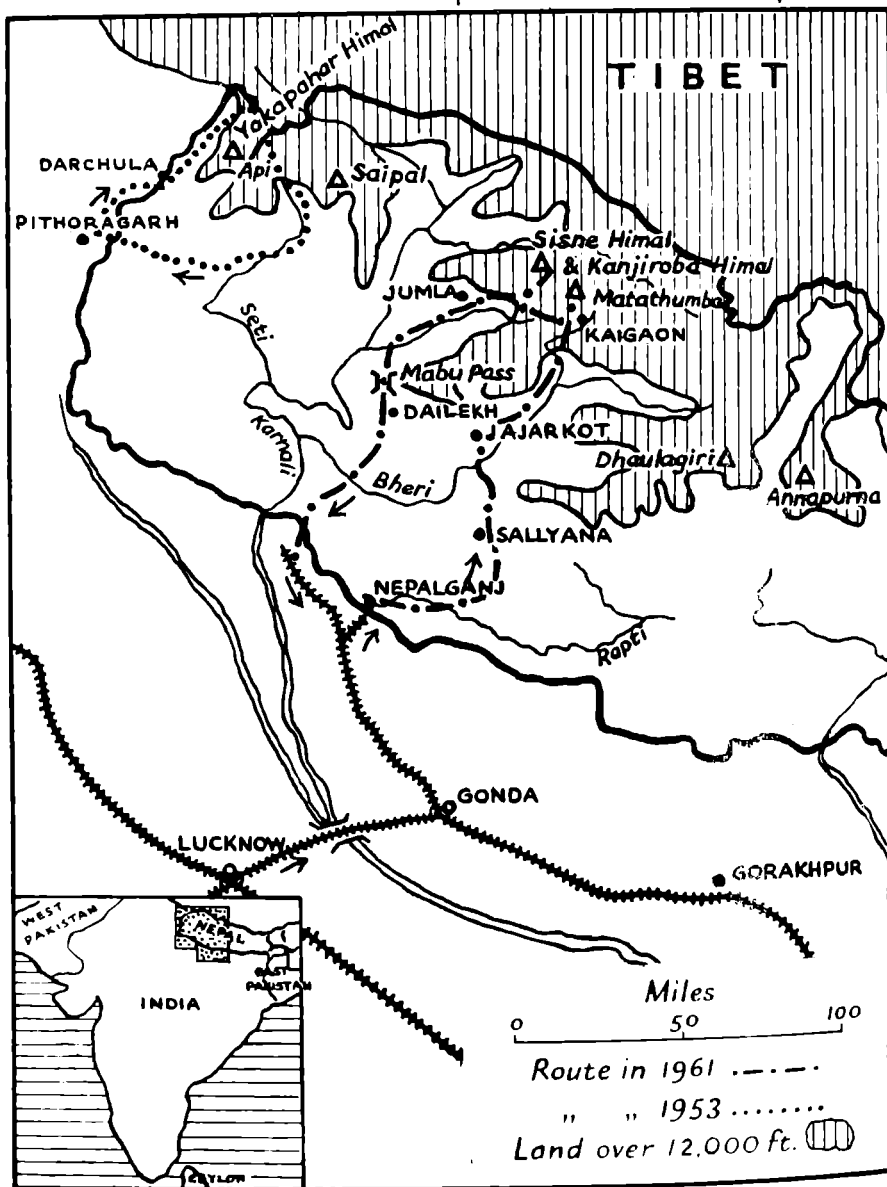 TIBET
Yakapahar Himal
DARCHULA
Api
Saipal
PITHORAGARH
Sisne Himal
& Kanjiroba Himal
JUMLA
Matathumba
KAIGAON
Seti
Mabu Pass
DAILEKH
Karnali
JAJARKOT
Dhaulagiri
Bheri
Annapurna
SALLYANA
NEPALGANJ
Rapti
GONDA
LUCKNOW
GORAKHPUR
WEST
PAKISTAN
NEPAL
EAST
PAKISTAN
INDIA
CEYLON
Miles
0 50 100
Route in 1961
" " 1953
Land over 12,000 ft.